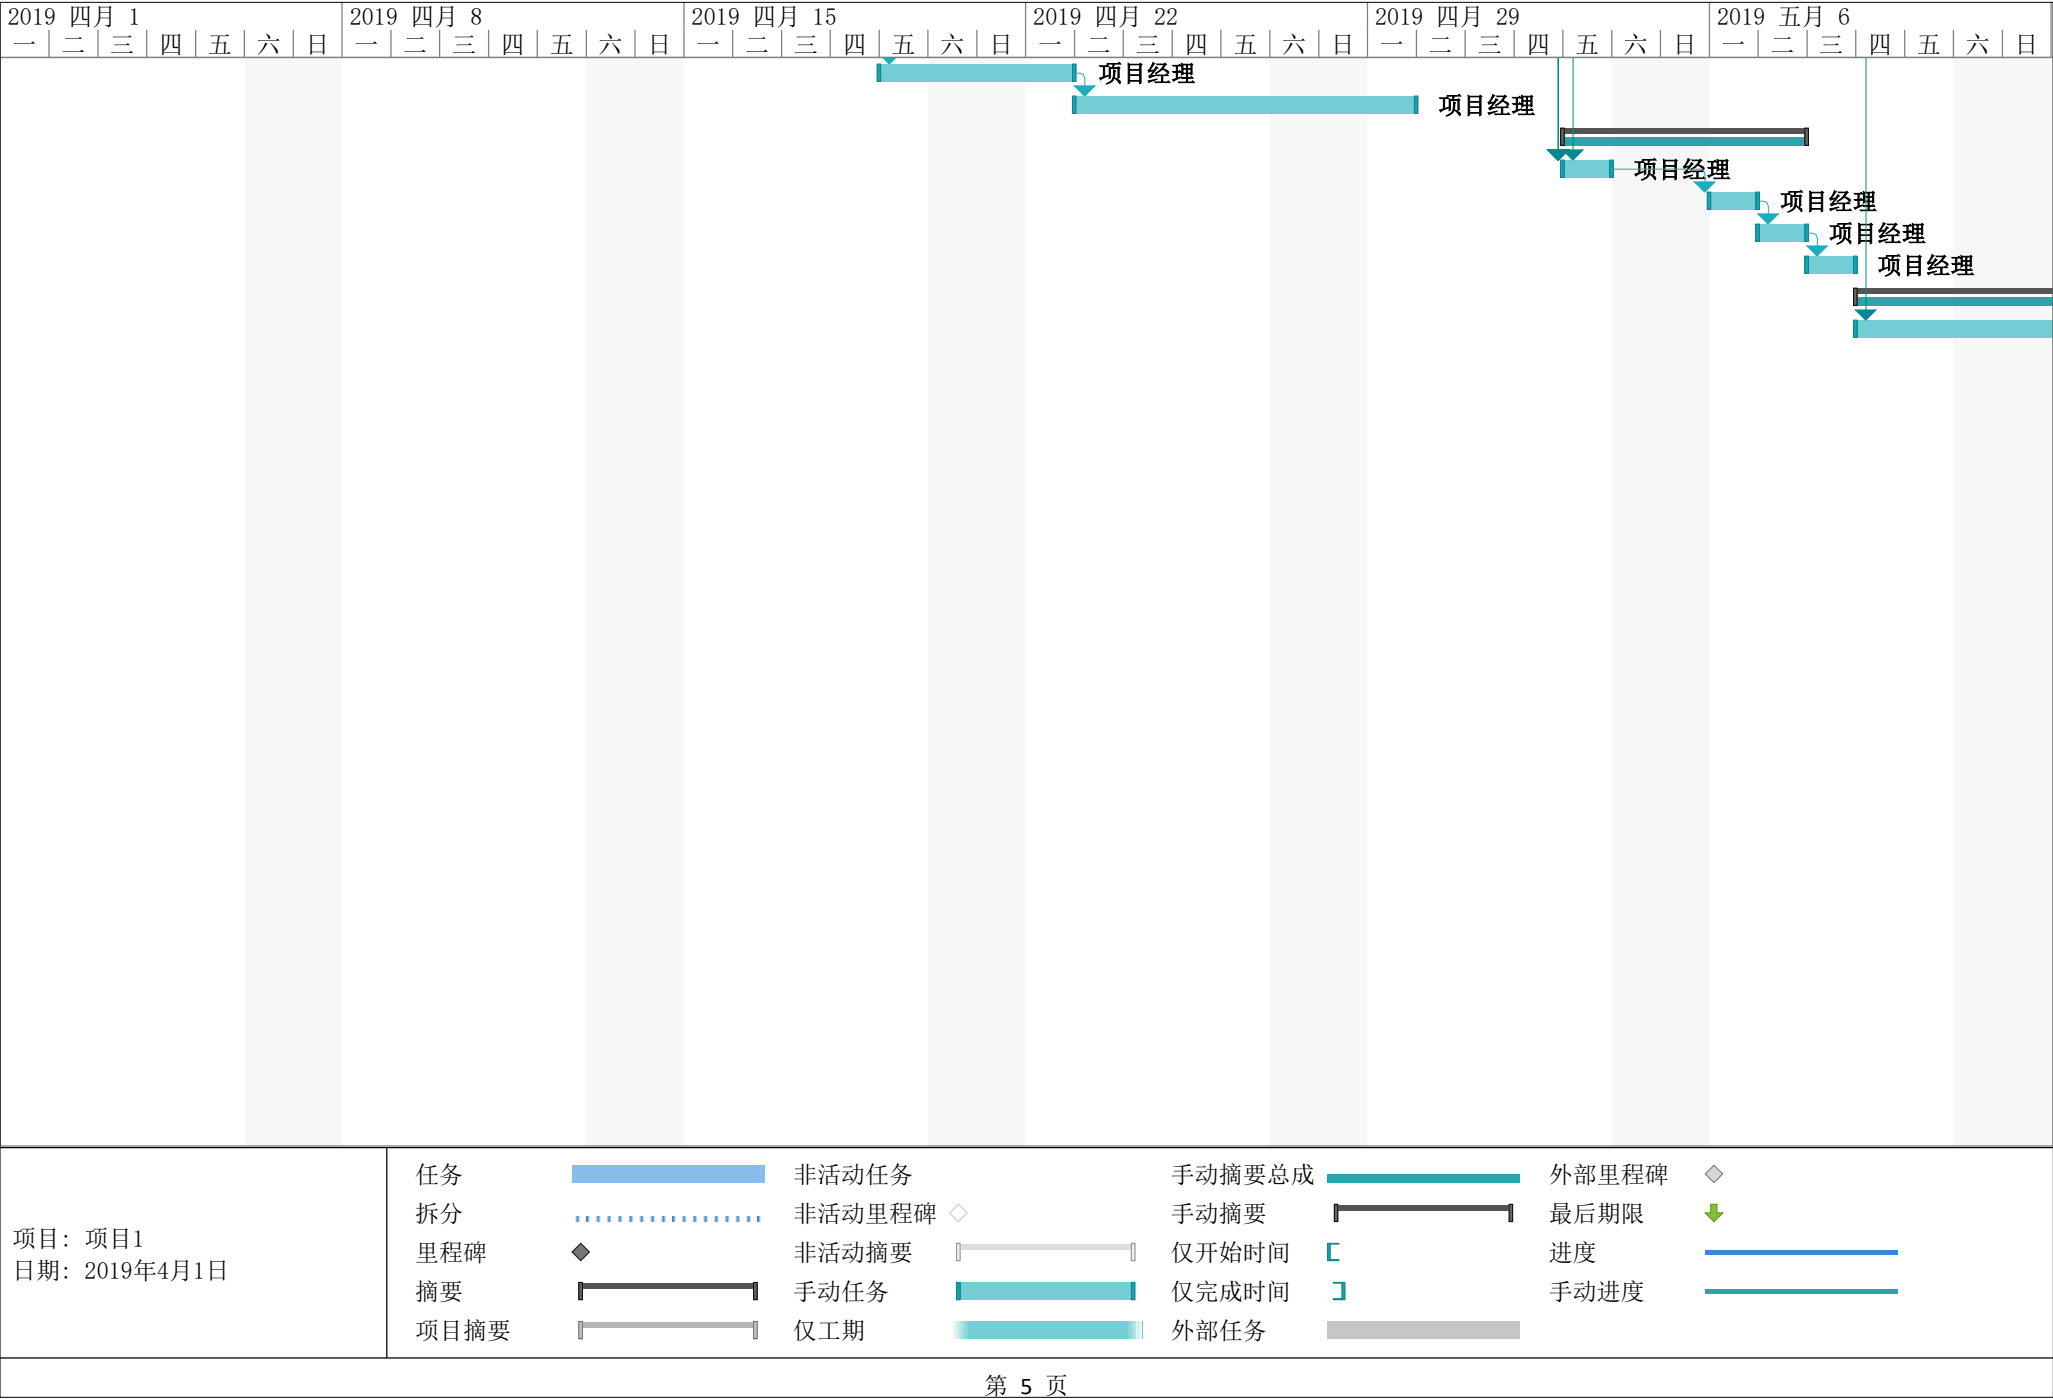 2019 四月 1 2019 四月 8 2019 四月 15 2019 四月 22 2019 四月 29 2019 五月 6
一 二 三 四 五 六 日 一 二 三 四 五 六 日 一 二 三 四 五 六 日 一 二 三 四 五 六 日 一 二 三 四 五 六 日 一 二 三 四 五 六 日
项目经理
项目经理
项目经理
项目经理
项目经理
项目经理
项目: 项目1
日期: 2019年4月1日
任务 非活动任务 手动摘要总成 外部里程碑
拆分 非活动里程碑 手动摘要 最后期限
里程碑 非活动摘要 仅开始时间 进度
摘要 手动任务 仅完成时间 手动进度
项目摘要 仅工期 外部任务
第 5 页